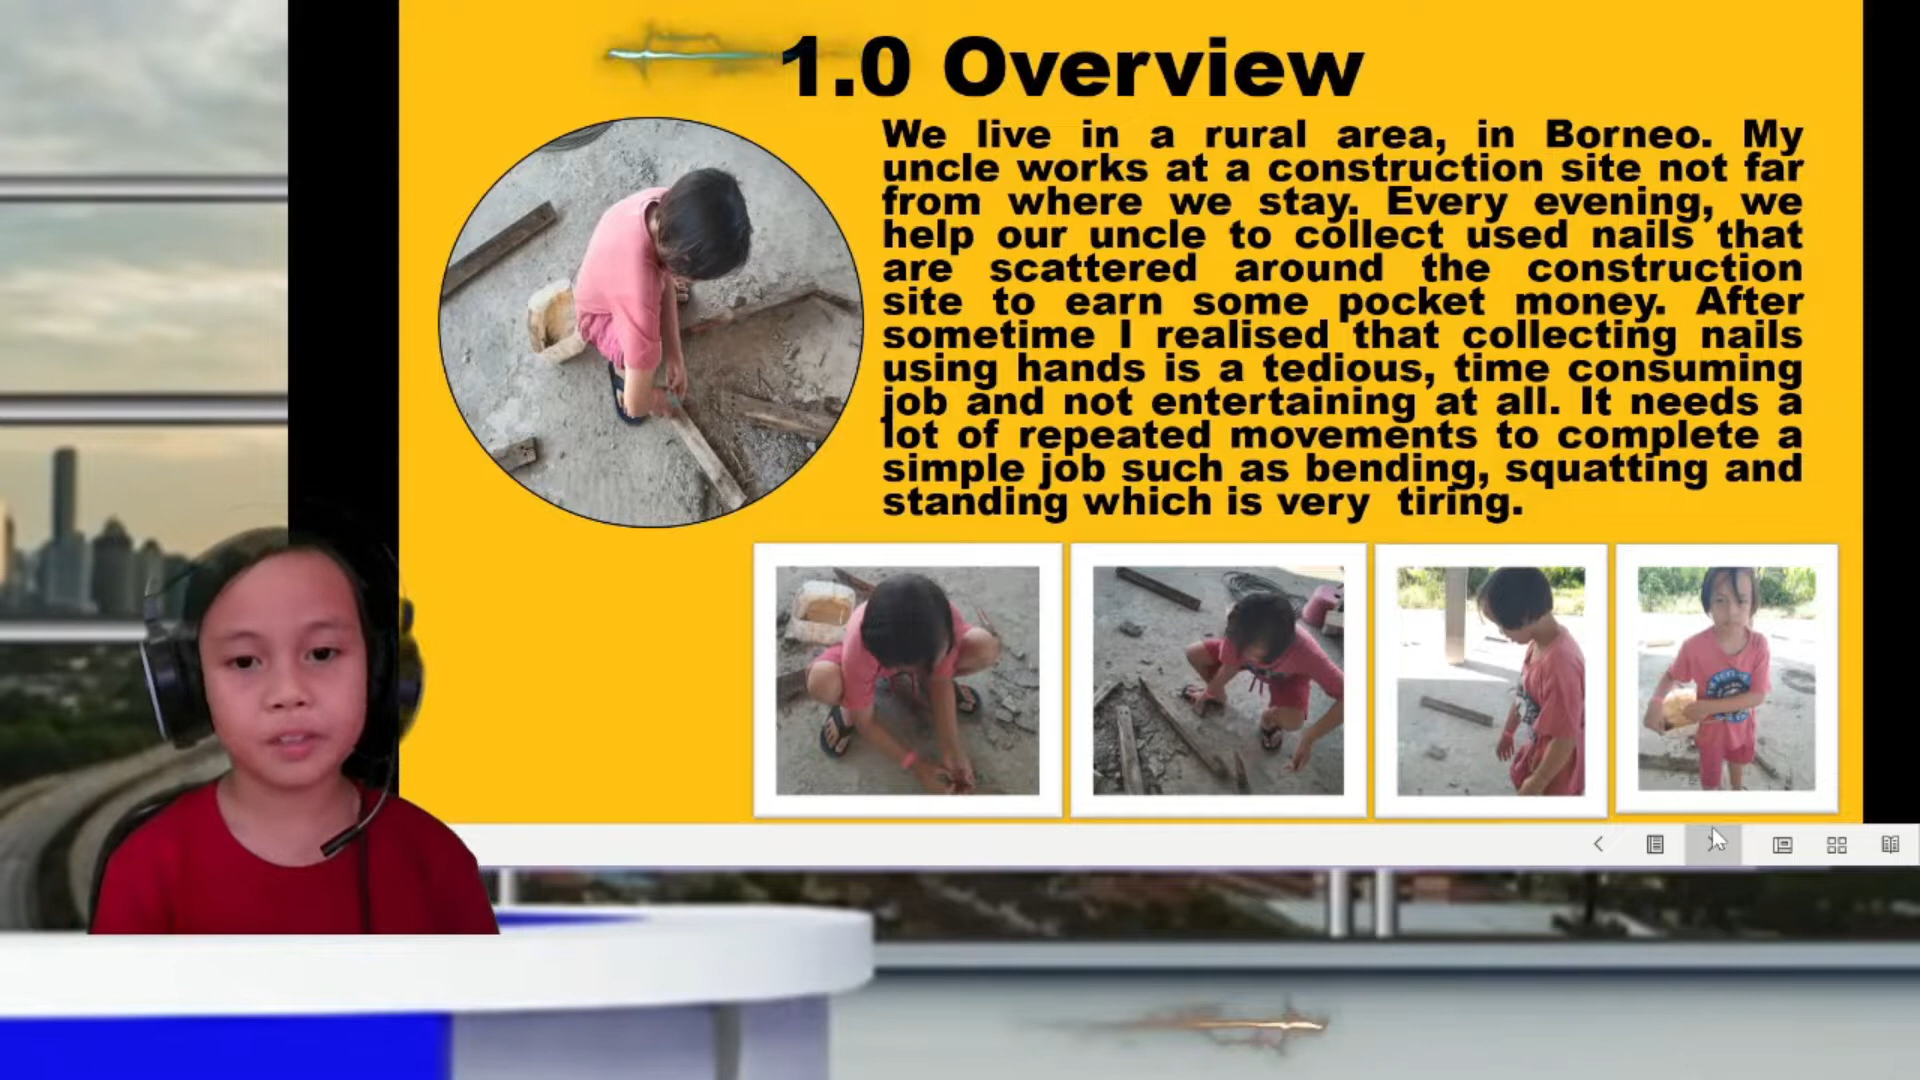 1.0 Overview
We live in a rural area, in Borneo. My
uncle works at a construction site not far
from where we stay. Every evening, we
help our uncle to collect used nails that
are scattered around the construction
site to earn some pocket money. After
sometime I realised that collecting nails
using hands is a tedious, time consuming
job and not entertaining at all. It needs a
lot of repeated movements to complete a
simple job such as bending, squatting and
standing which is very tiring.